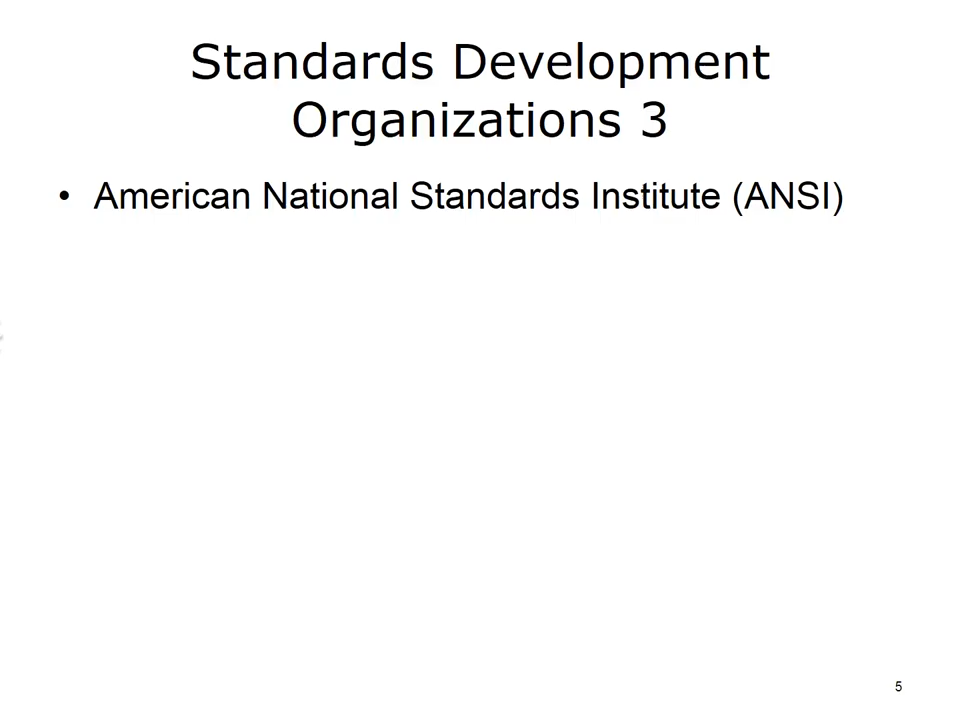 Standards Development
Organizations 3
• American National Standards Institute (ANSI)
5